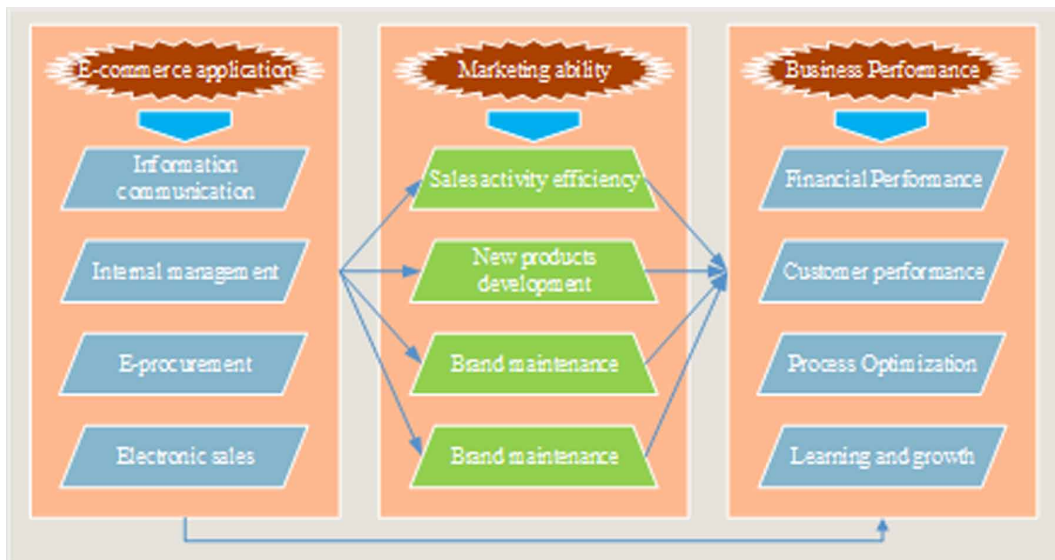 E-commerce application
Information
communication
Internal management
E-procurement
Electronic sales
Marketing ability
Sales activity efficiency
New products
development
Brand maintenance
Brand maintenance
Business Performance
Financial Performance
Customer performance
Process Optimization
Learning and growth